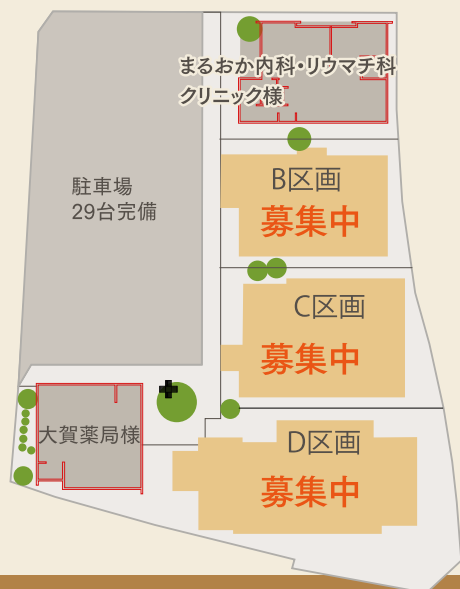 まるおか内科・リウマチ科
クリニック様
駐車場
29台完備
B区画
募集中
C区画
募集中
大賀薬局様
D区画
募集中